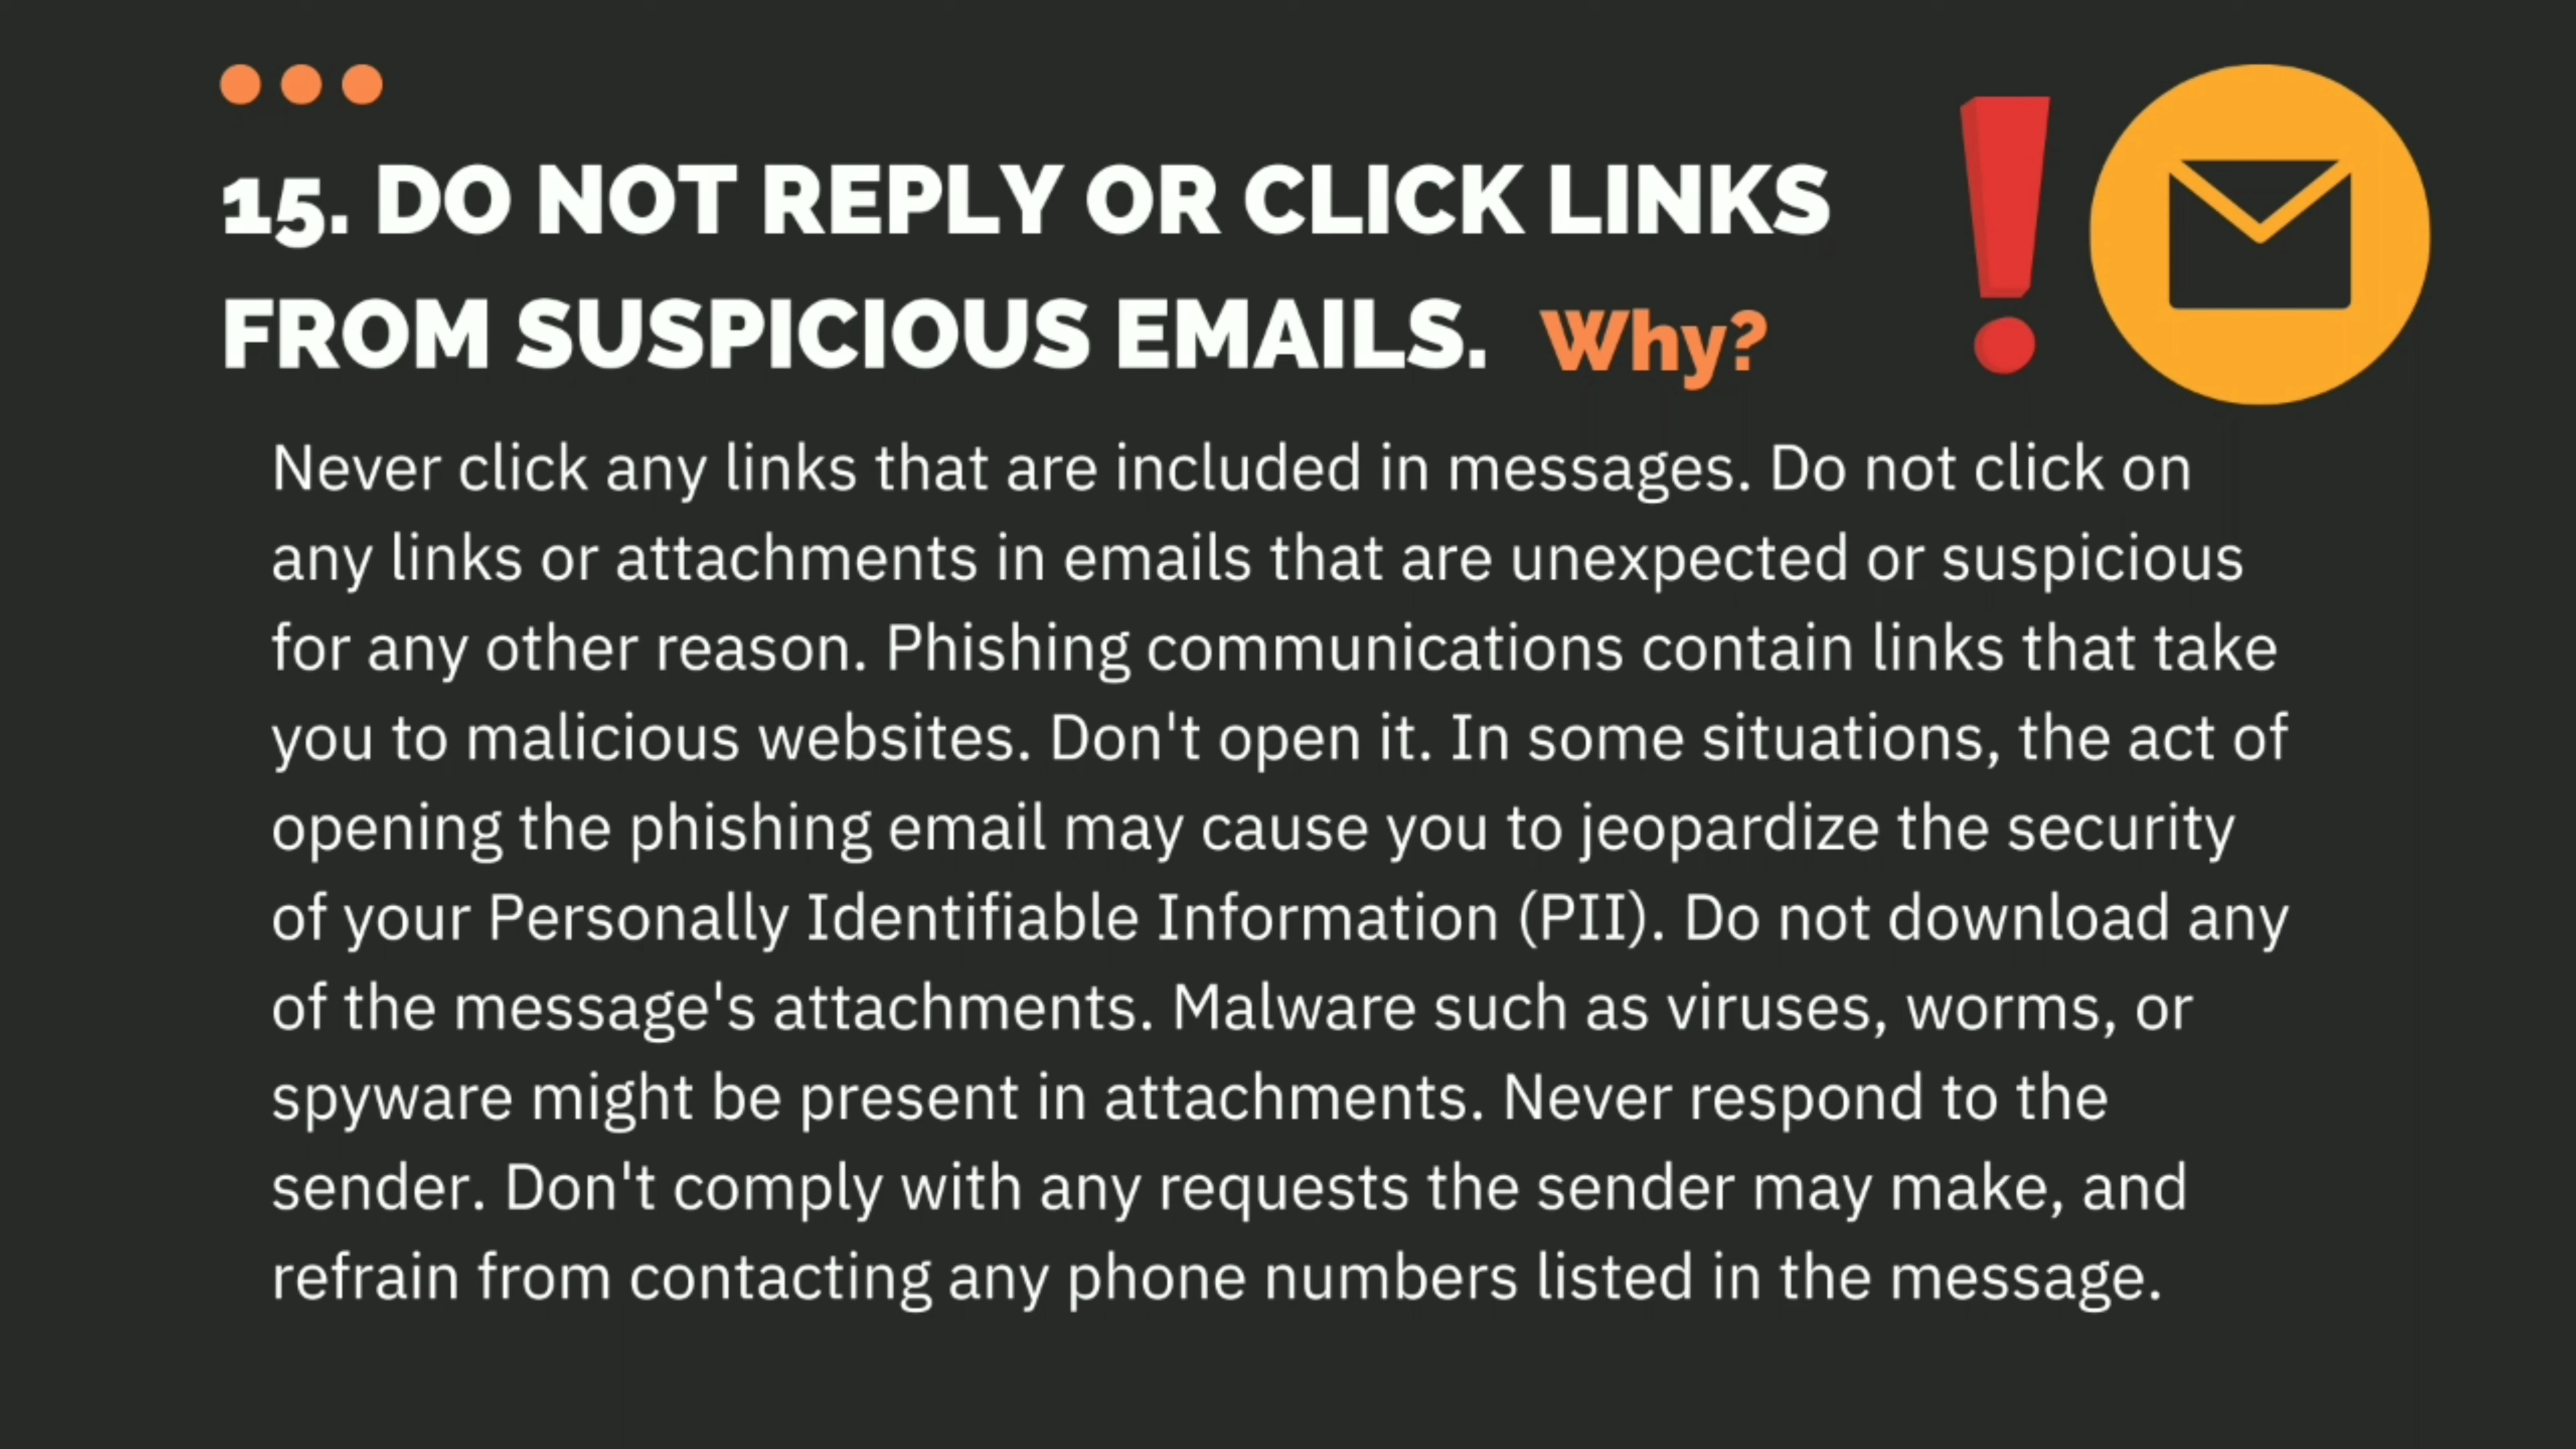 15. DO NOT REPLY OR CLICK LINKS
FROM SUSPICIOUS EMAILS. Why?
Never click any links that are included in messages. Do not click on
any links or attachments in emails that are unexpected or suspicious
for any other reason. Phishing communications contain links that take
you to malicious websites. Don't open it. In some situations, the act of
opening the phishing email may cause you to jeopardize the security
of your Personally Identifiable Information (PII). Do not download any
of the message's attachments. Malware such as viruses, worms, or
spyware might be present in attachments. Never respond to the
sender. Don't comply with any requests the sender may make, and
refrain from contacting any phone numbers listed in the message.